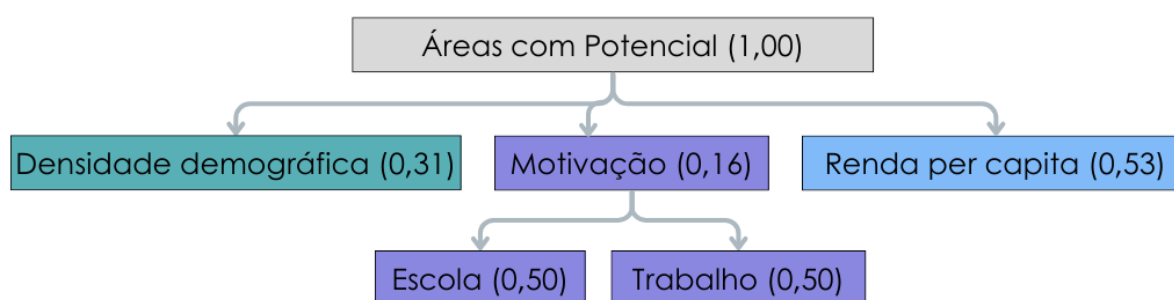 Áreas com Potencial (1,00)
Densidade demográfica (0,31)
Motivação (0,16)
Renda per capita (0,53)
Escola (0,50)
Trabalho (0,50)